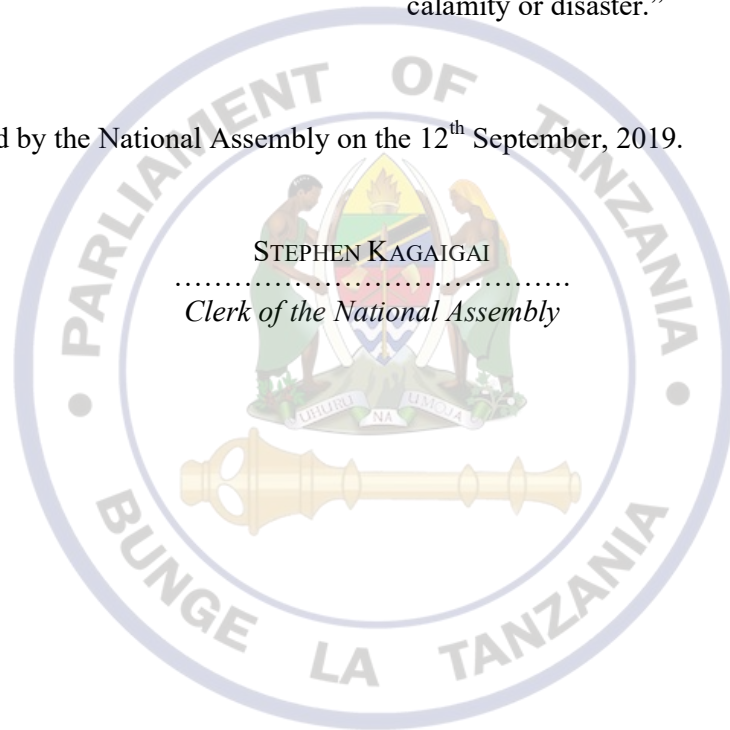 calamity or disaster.”
d by the National Assembly on the 12th September, 2019.
STEPHEN KAGAIGAI
…………………………………….
Clerk of the National Assembly
PARLIAMENT OF TANZANIA
UHURU NA UMOJA
BUNGE LA TANZANIA